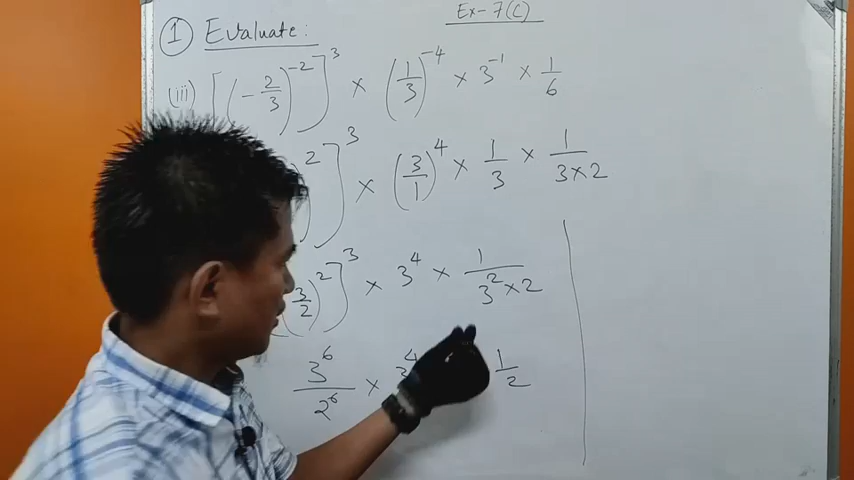 Ex-7(C)
① Evaluate:
(iii) [(-2/3)^-2]^3 × (1/3)^-4 × 3^-1 × 1/6
)^2]^3 × (3/1)^4 × 1/3 × 1/(3×2)
(3/2)^2]^3 × 3^4 × 1/(3^2×2)
3^6/2^6 × 3^4 1/2